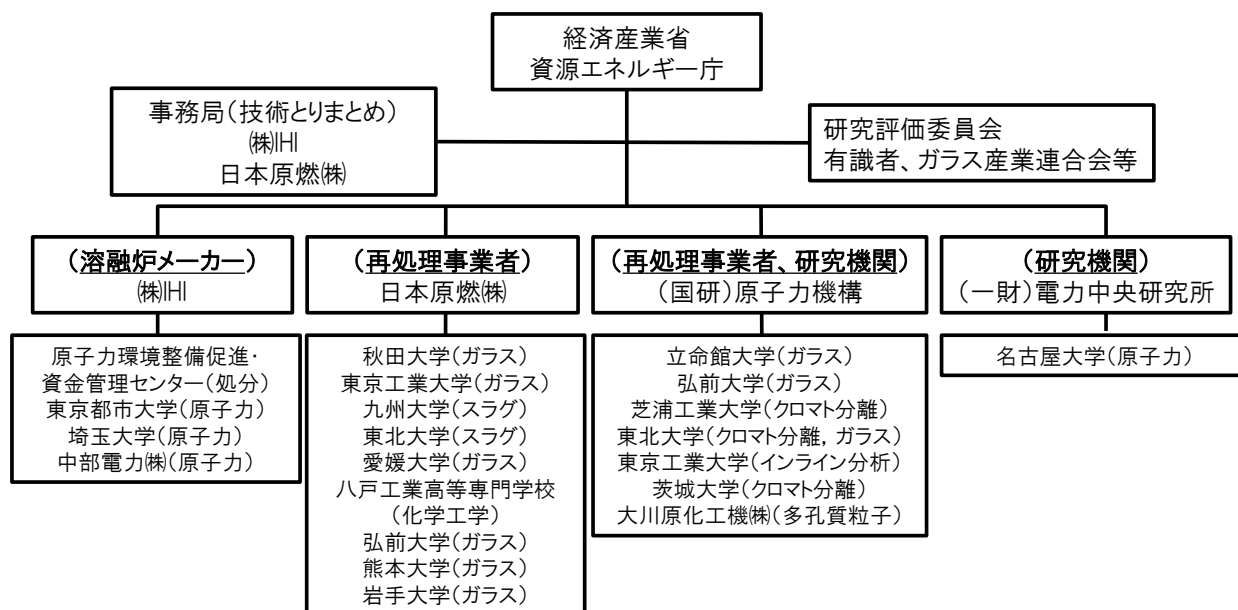 経済産業省
資源エネルギー庁
事務局(技術とりまとめ)
㈱IHI
日本原燃㈱
研究評価委員会
有識者、ガラス産業連合会等
(溶融炉メーカー)
㈱IHI
(再処理事業者)
日本原燃㈱
(再処理事業者、研究機関)
(国研)原子力機構
(研究機関)
(一財)電力中央研究所
原子力環境整備促進・
資金管理センター(処分)
東京都市大学(原子力)
埼玉大学(原子力)
中部電力㈱(原子力)
秋田大学(ガラス)
東京工業大学(ガラス)
九州大学(スラグ)
東北大学(スラグ)
愛媛大学(ガラス)
八戸工業高等専門学校
(化学工学)
弘前大学(ガラス)
熊本大学(ガラス)
岩手大学(ガラス)
立命館大学(ガラス)
弘前大学(ガラス)
芝浦工業大学(クロマト分離)
東北大学(クロマト分離, ガラス)
東京工業大学(インライン分析)
茨城大学(クロマト分離)
大川原化工機㈱(多孔質粒子)
名古屋大学(原子力)